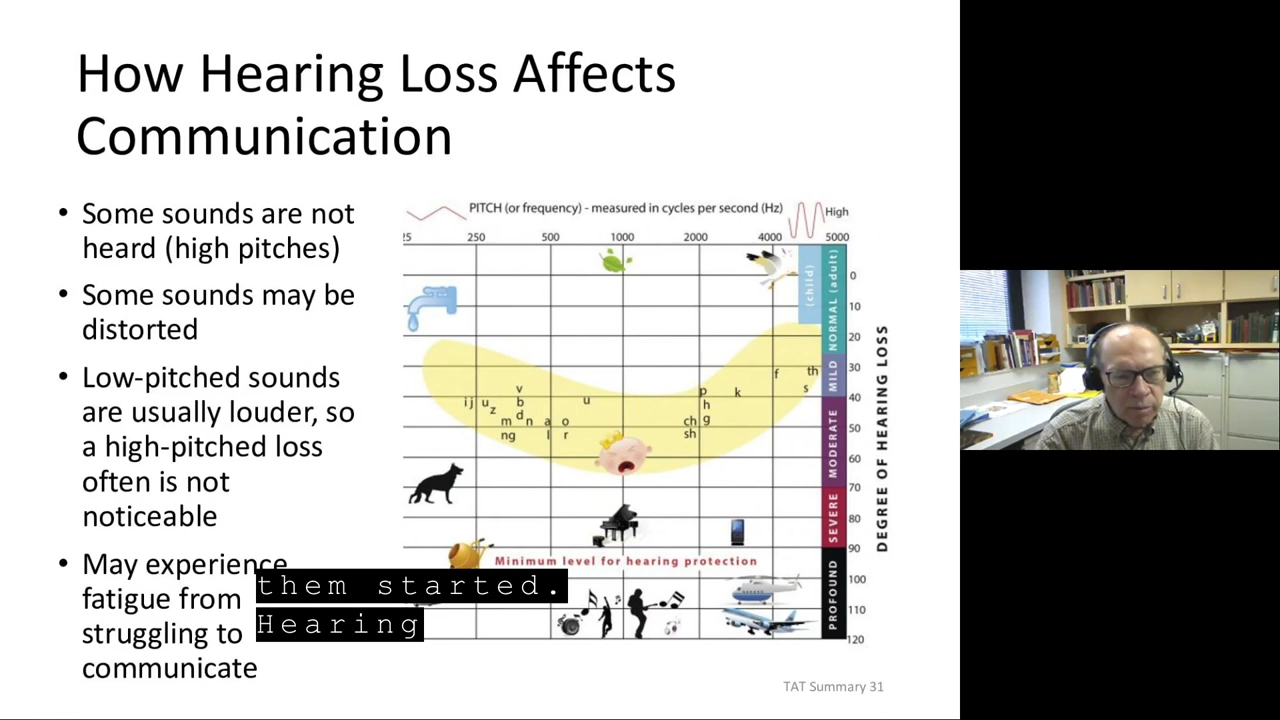 How Hearing Loss Affects
Communication
• Some sounds are not
heard (high pitches)
• Some sounds may be
distorted
• Low-pitched sounds
are usually louder, so
a high-pitched loss
often is not
noticeable
• May experience
fatigue from
struggling to
communicate
PITCH (or frequency) - measured in cycles per second (Hz)
High
25 250 500 1000 2000 4000 5000
0
10
20
30
40
50
60
70
80
90
100
110
120
(child)
NORMAL (adult)
MILD
MODERATE
SEVERE
PROFOUND
DEGREE OF HEARING LOSS
f th
v p k s
i j u b u h
z
m d n a o ch g
ng l r sh
Minimum level for hearing protection
them started.
Hearing
TAT Summary 31